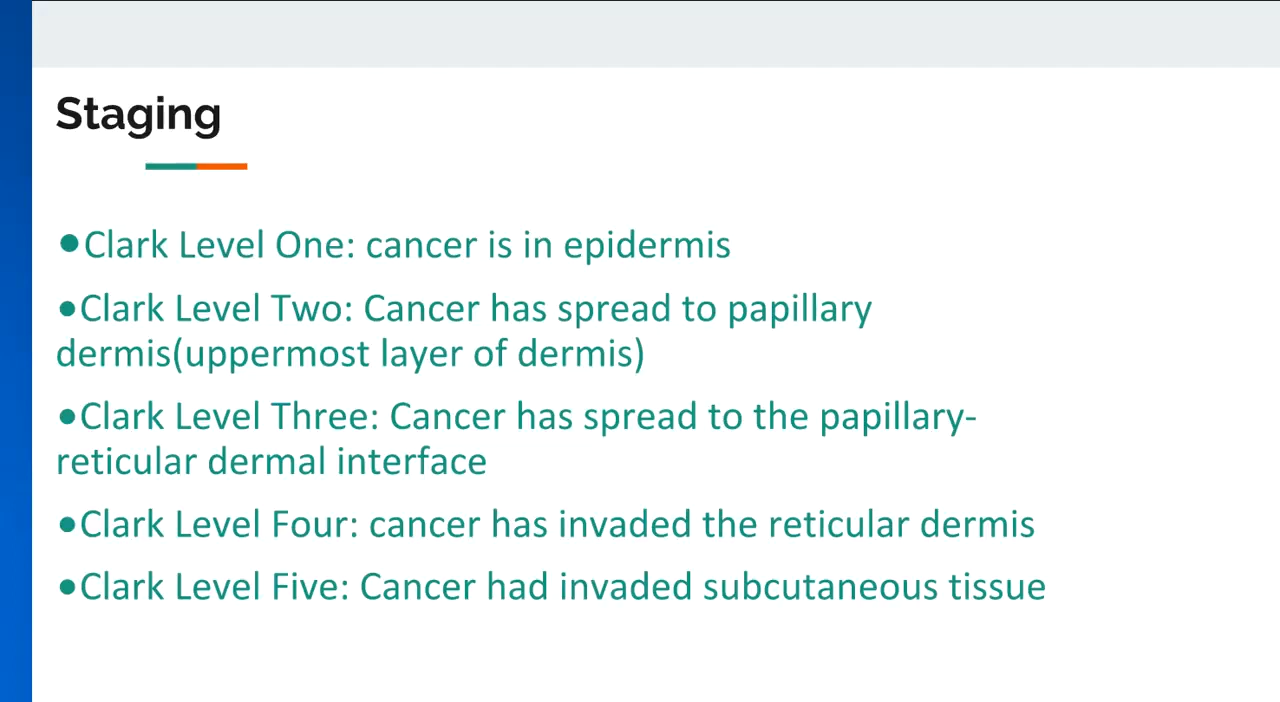 Staging
●Clark Level One: cancer is in epidermis
●Clark Level Two: Cancer has spread to papillary
dermis(uppermost layer of dermis)
●Clark Level Three: Cancer has spread to the papillary-
reticular dermal interface
●Clark Level Four: cancer has invaded the reticular dermis
●Clark Level Five: Cancer had invaded subcutaneous tissue